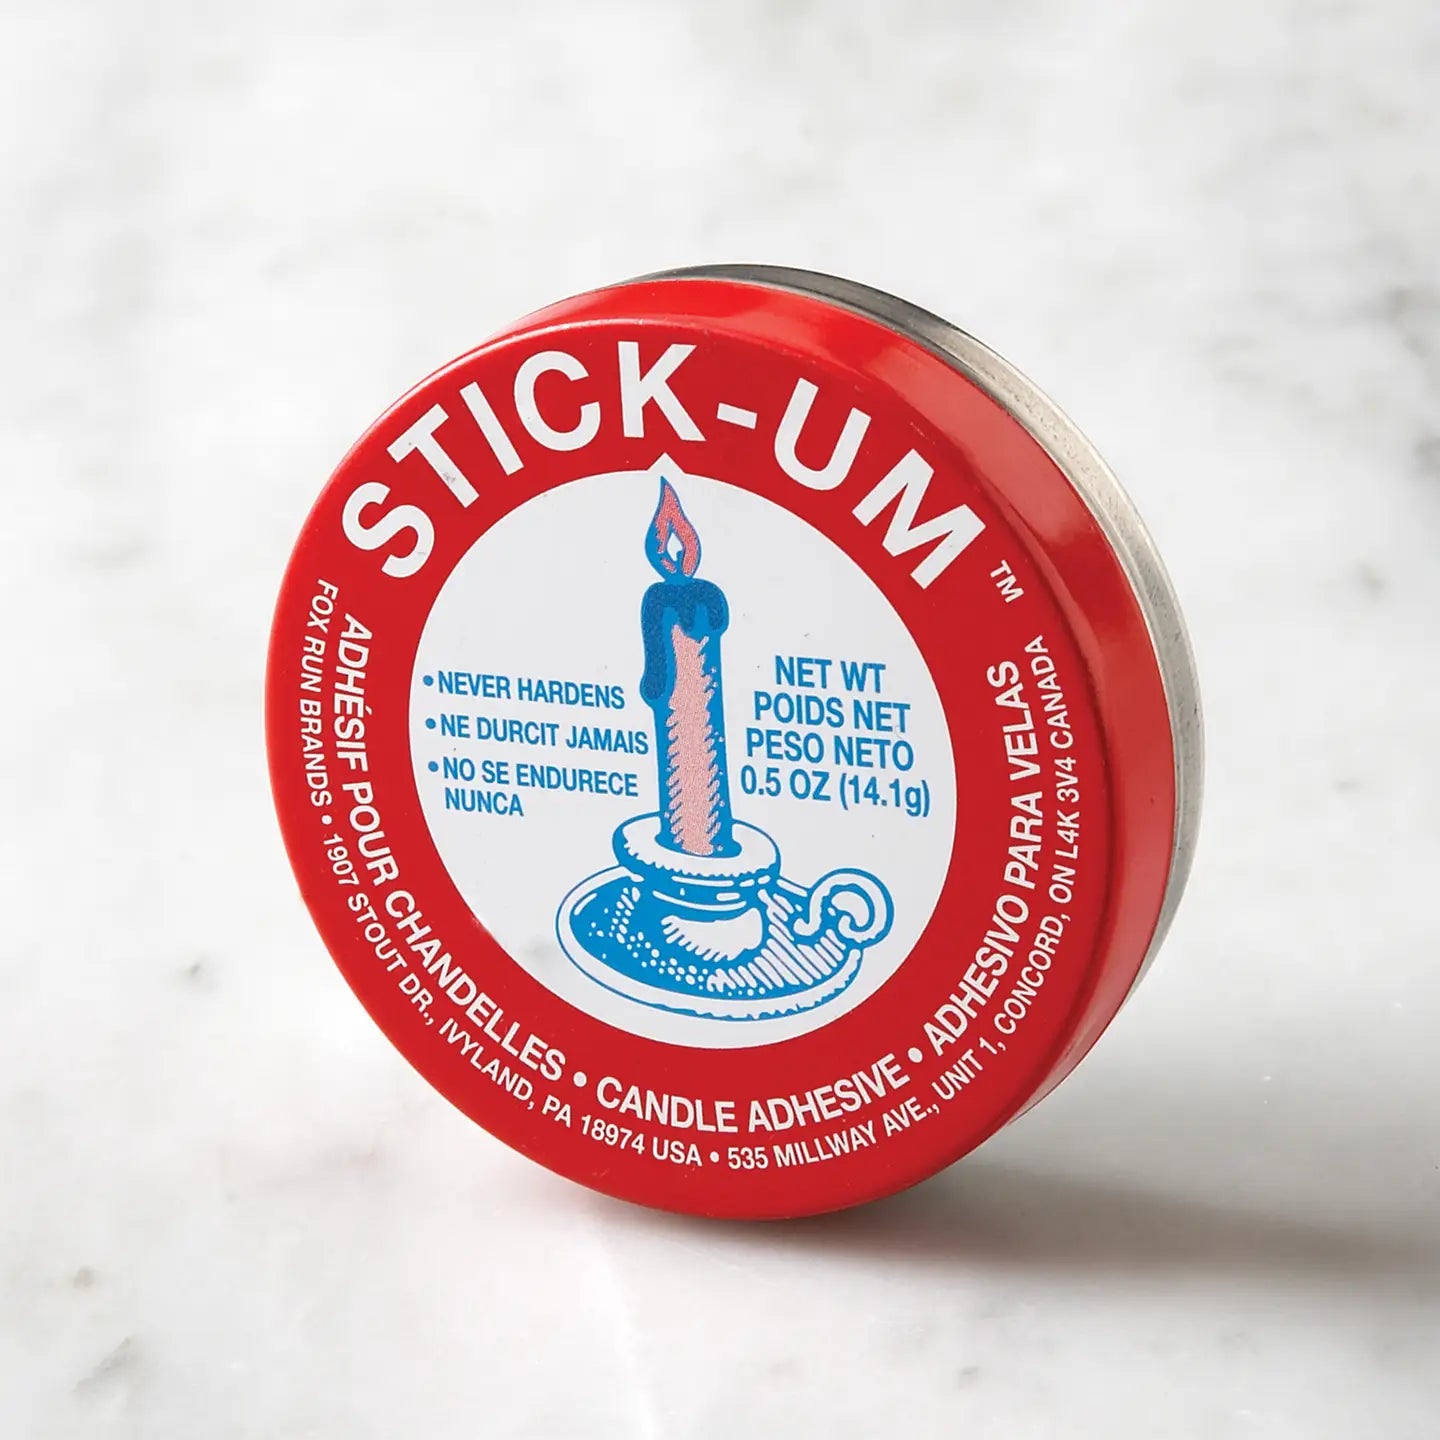 STICK-UM™
• NEVER HARDENS
• NE DURCIT JAMAIS
• NO SE ENDURECE
NUNCA
NET WT
POIDS NET
PESO NETO
0.5 OZ (14.1g)
ADHÉSIF POUR CHANDELLES • CANDLE ADHESIVE • ADHESIVO PARA VELAS
FOX RUN BRANDS • 1907 STOUT DR., IVYLAND, PA 18974 USA • 535 MILLWAY AVE., UNIT 1, CONCORD, ON L4K 3V4 CANADA